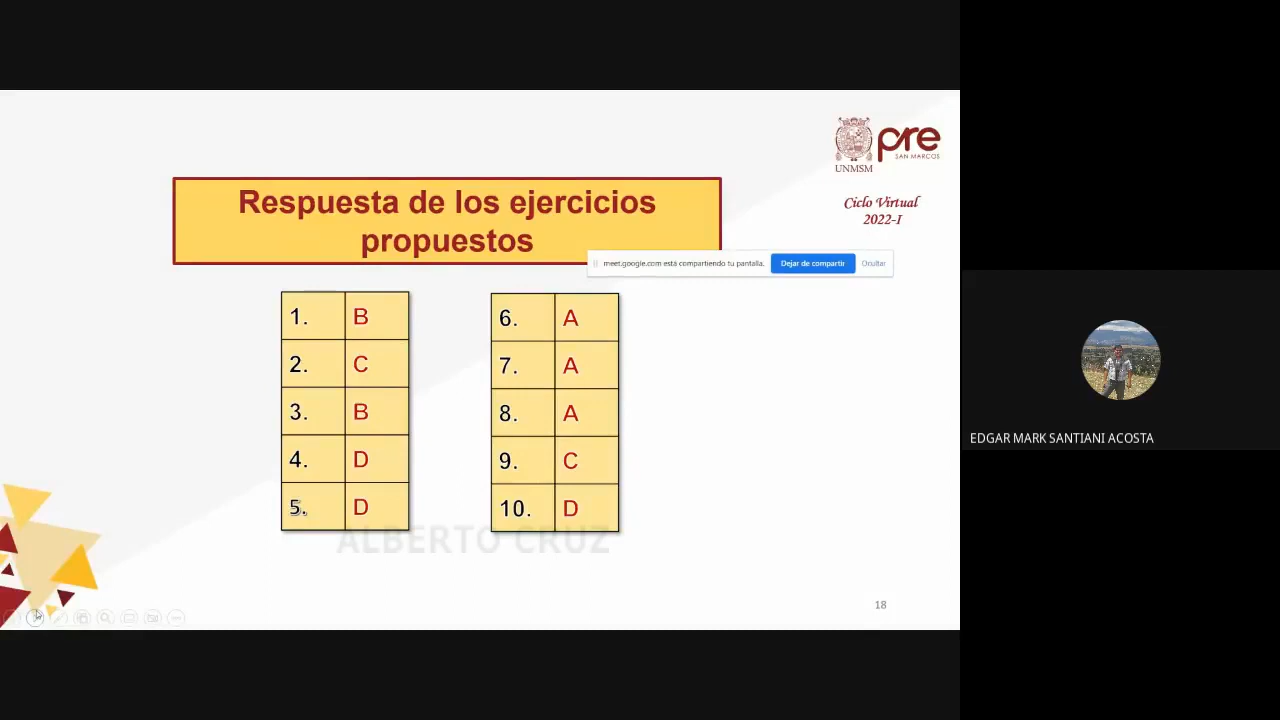 UNMSM
pre
SAN MARCOS
Ciclo Virtual
2022-I
Respuesta de los ejercicios
propuestos
meet.google.com está compartiendo tu pantalla.
Dejar de compartir
Ocultar
1. B
2. C
3. B
4. D
5. D
6. A
7. A
8. A
9. C
10. D
ALBERTO CRUZ
18
EDGAR MARK SANTIANI ACOSTA